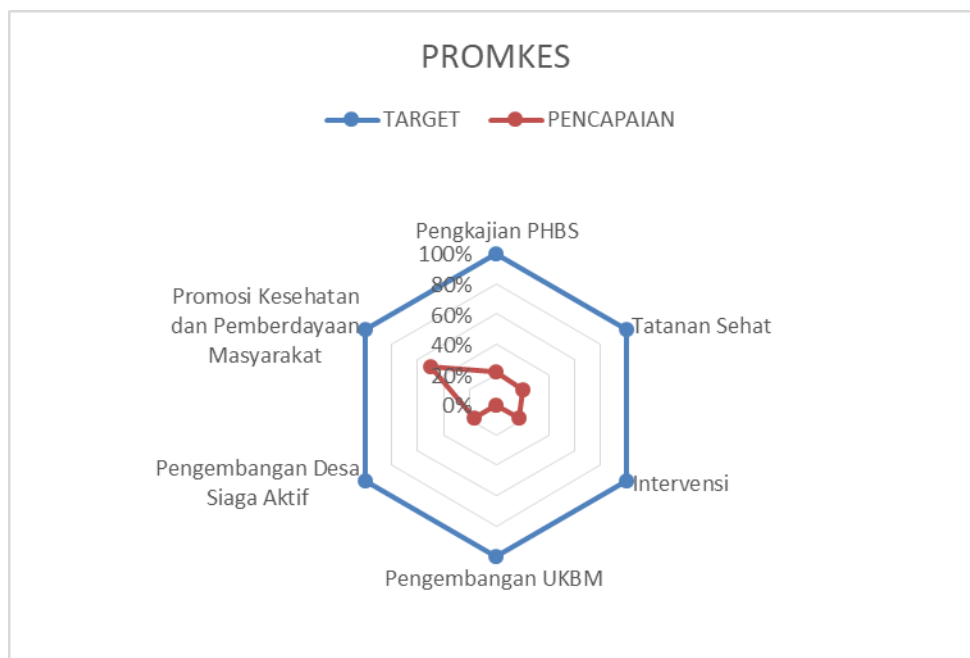 PROMKES
TARGET
PENCAPAIAN
Pengkajian PHBS
100%
80%
60%
40%
20%
0%
Tatanan Sehat
Intervensi
Pengembangan UKBM
Pengembangan Desa
Siaga Aktif
Promosi Kesehatan
dan Pemberdayaan
Masyarakat